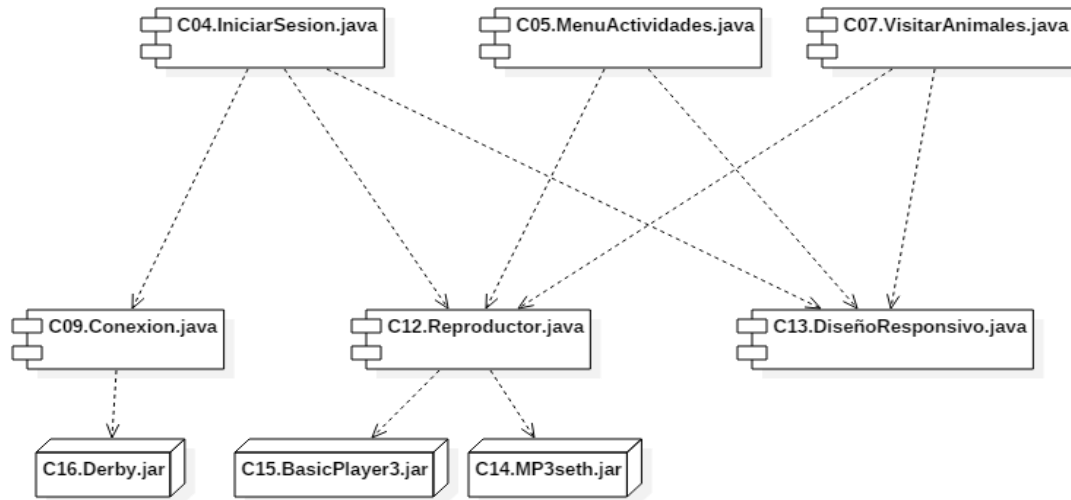 C04.IniciarSesion.java
C05.MenuActividades.java
C07.VisitarAnimales.java
C09.Conexion.java
C12.Reproductor.java
C13.DiseñoResponsivo.java
C16.Derby.jar
C15.BasicPlayer3.jar
C14.MP3seth.jar